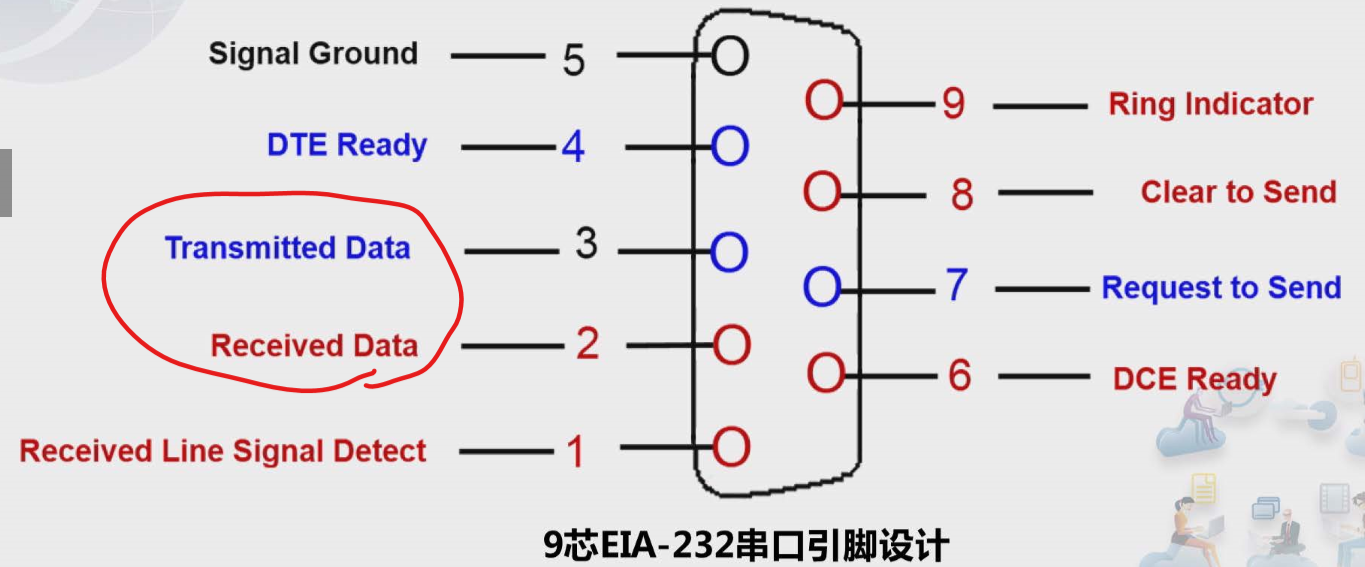 Signal Ground 5
9 Ring Indicator
DTE Ready 4
8 Clear to Send
Transmitted Data 3
7 Request to Send
Received Data 2
6 DCE Ready
Received Line Signal Detect 1
9芯EIA-232串口引脚设计